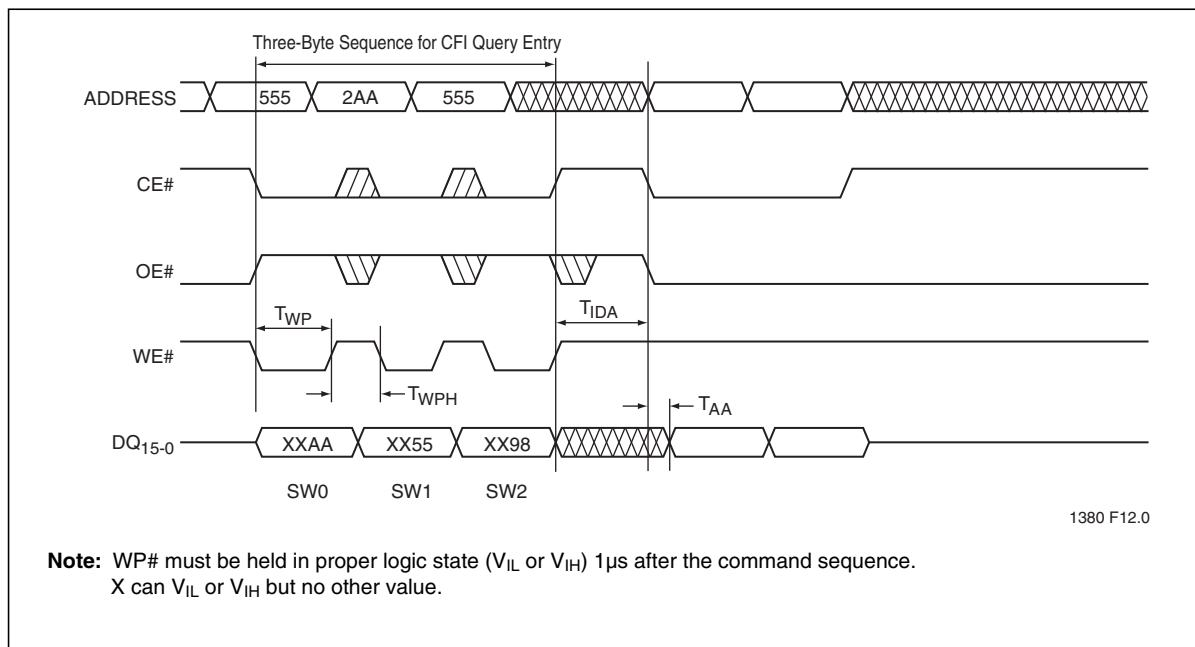 Three-Byte Sequence for CFI Query Entry
ADDRESS 555 2AA 555
CE#
OE#
TWP TIDA
WE#
TWPH TAA
DQ15-0 XXAA XX55 XX98
SW0 SW1 SW2
1380 F12.0
Note: WP# must be held in proper logic state (VIL or VIH) 1µs after the command sequence.
X can VIL or VIH but no other value.